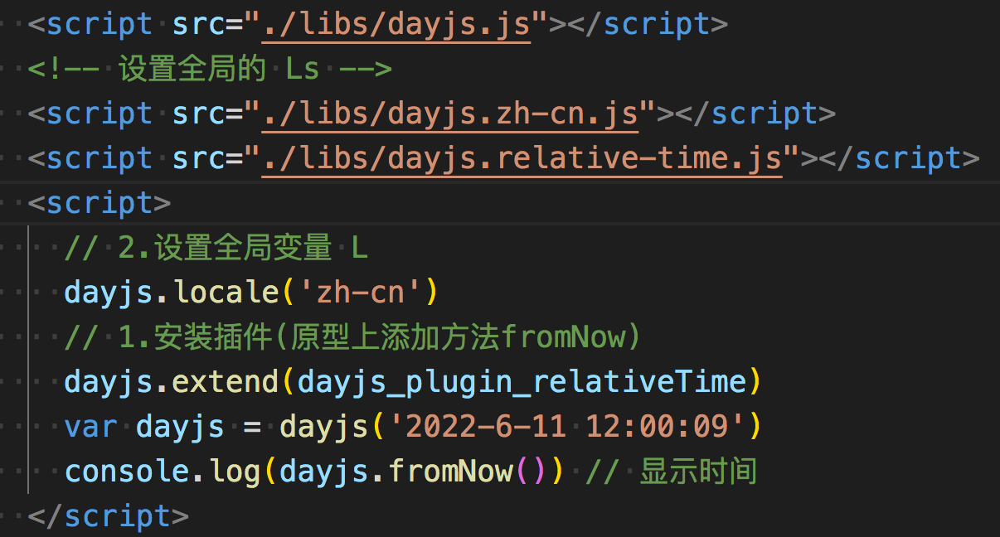 <script src="./libs/dayjs.js"></script>
<!-- 设置全局的 Ls -->
<script src="./libs/dayjs.zh-cn.js"></script>
<script src="./libs/dayjs.relative-time.js"></script>
<script>
// 2.设置全局变量 L
dayjs.locale('zh-cn')
// 1.安装插件(原型上添加方法fromNow)
dayjs.extend(dayjs_plugin_relativeTime)
var dayjs = dayjs('2022-6-11 12:00:09')
console.log(dayjs.fromNow()) // 显示时间
</script>